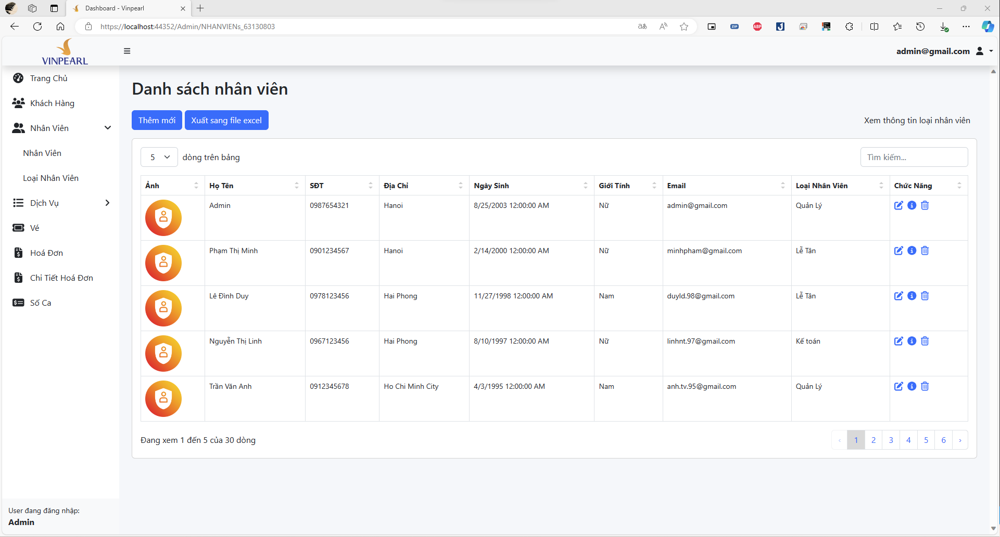 Dashboard - Vinpearl
https://localhost:44352/Admin/NHANVIENs_63130803
aあ
A
ZIP
ABP
VINPEARL
admin@gmail.com
Trang Chủ
Khách Hàng
Nhân Viên
Nhân Viên
Loại Nhân Viên
Dịch Vụ
Vé
Hoá Đơn
Chi Tiết Hoá Đơn
Số Ca
User đang đăng nhập:
Admin
Danh sách nhân viên
Thêm mới Xuất sang file excel Xem thông tin loại nhân viên
5 dòng trên bảng Tìm kiếm...
Ảnh Họ Tên SĐT Địa Chỉ Ngày Sinh Giới Tính Email Loại Nhân Viên Chức Năng
Admin 0987654321 Hanoi 8/25/2003 12:00:00 AM Nữ admin@gmail.com Quản Lý
Phạm Thị Minh 0901234567 Hanoi 2/14/2000 12:00:00 AM Nữ minhpham@gmail.com Lễ Tân
Lê Đình Duy 0978123456 Hai Phong 11/27/1998 12:00:00 AM Nam duyld.98@gmail.com Lễ Tân
Nguyễn Thị Linh 0967123456 Hai Phong 8/10/1997 12:00:00 AM Nữ linhnt.97@gmail.com Kế toán
Trần Văn Anh 0912345678 Ho Chi Minh City 4/3/1995 12:00:00 AM Nam anh.tv.95@gmail.com Quản Lý
Đang xem 1 đến 5 của 30 dòng ‹ 1 2 3 4 5 6 ›